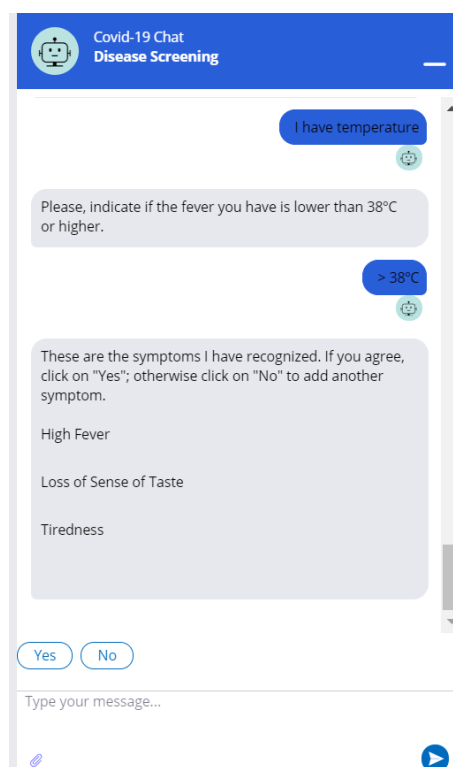 Covid-19 Chat
Disease Screening
I have temperature
Please, indicate if the fever you have is lower than 38ºC
or higher.
> 38ºC
These are the symptoms I have recognized. If you agree,
click on "Yes"; otherwise click on "No" to add another
symptom.
High Fever
Loss of Sense of Taste
Tiredness
Yes No
Type your message...